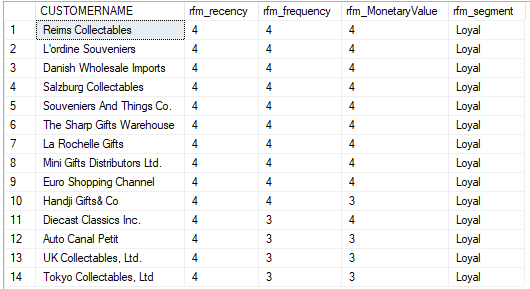 CUSTOMERNAME rfm_recency rfm_frequency rfm_MonetaryValue rfm_segment
1 Reims Collectables 4 4 4 Loyal
2 L'ordine Souveniers 4 4 4 Loyal
3 Danish Wholesale Imports 4 4 4 Loyal
4 Salzburg Collectables 4 4 4 Loyal
5 Souveniers And Things Co. 4 4 4 Loyal
6 The Sharp Gifts Warehouse 4 4 4 Loyal
7 La Rochelle Gifts 4 4 4 Loyal
8 Mini Gifts Distributors Ltd. 4 4 4 Loyal
9 Euro Shopping Channel 4 4 4 Loyal
10 Handji Gifts& Co 4 4 3 Loyal
11 Diecast Classics Inc. 4 3 4 Loyal
12 Auto Canal Petit 4 3 3 Loyal
13 UK Collectables, Ltd. 4 3 3 Loyal
14 Tokyo Collectables, Ltd 4 3 3 Loyal